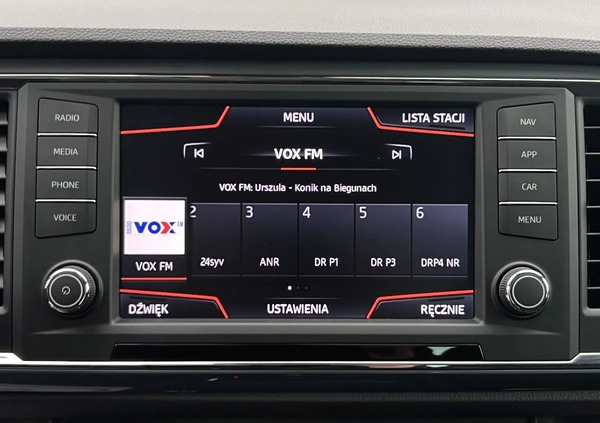 RADIO
MEDIA
PHONE
VOICE
MENU
LISTA STACJI
VOX FM
VOX FM: Urszula - Konik na Biegunach
RADIO VOX FM
VOX FM
2
24syv
3
ANR
4
DR P1
5
DR P3
6
DRP4 NR
DŹWIĘK
USTAWIENIA
RĘCZNIE
NAV
APP
CAR
MENU